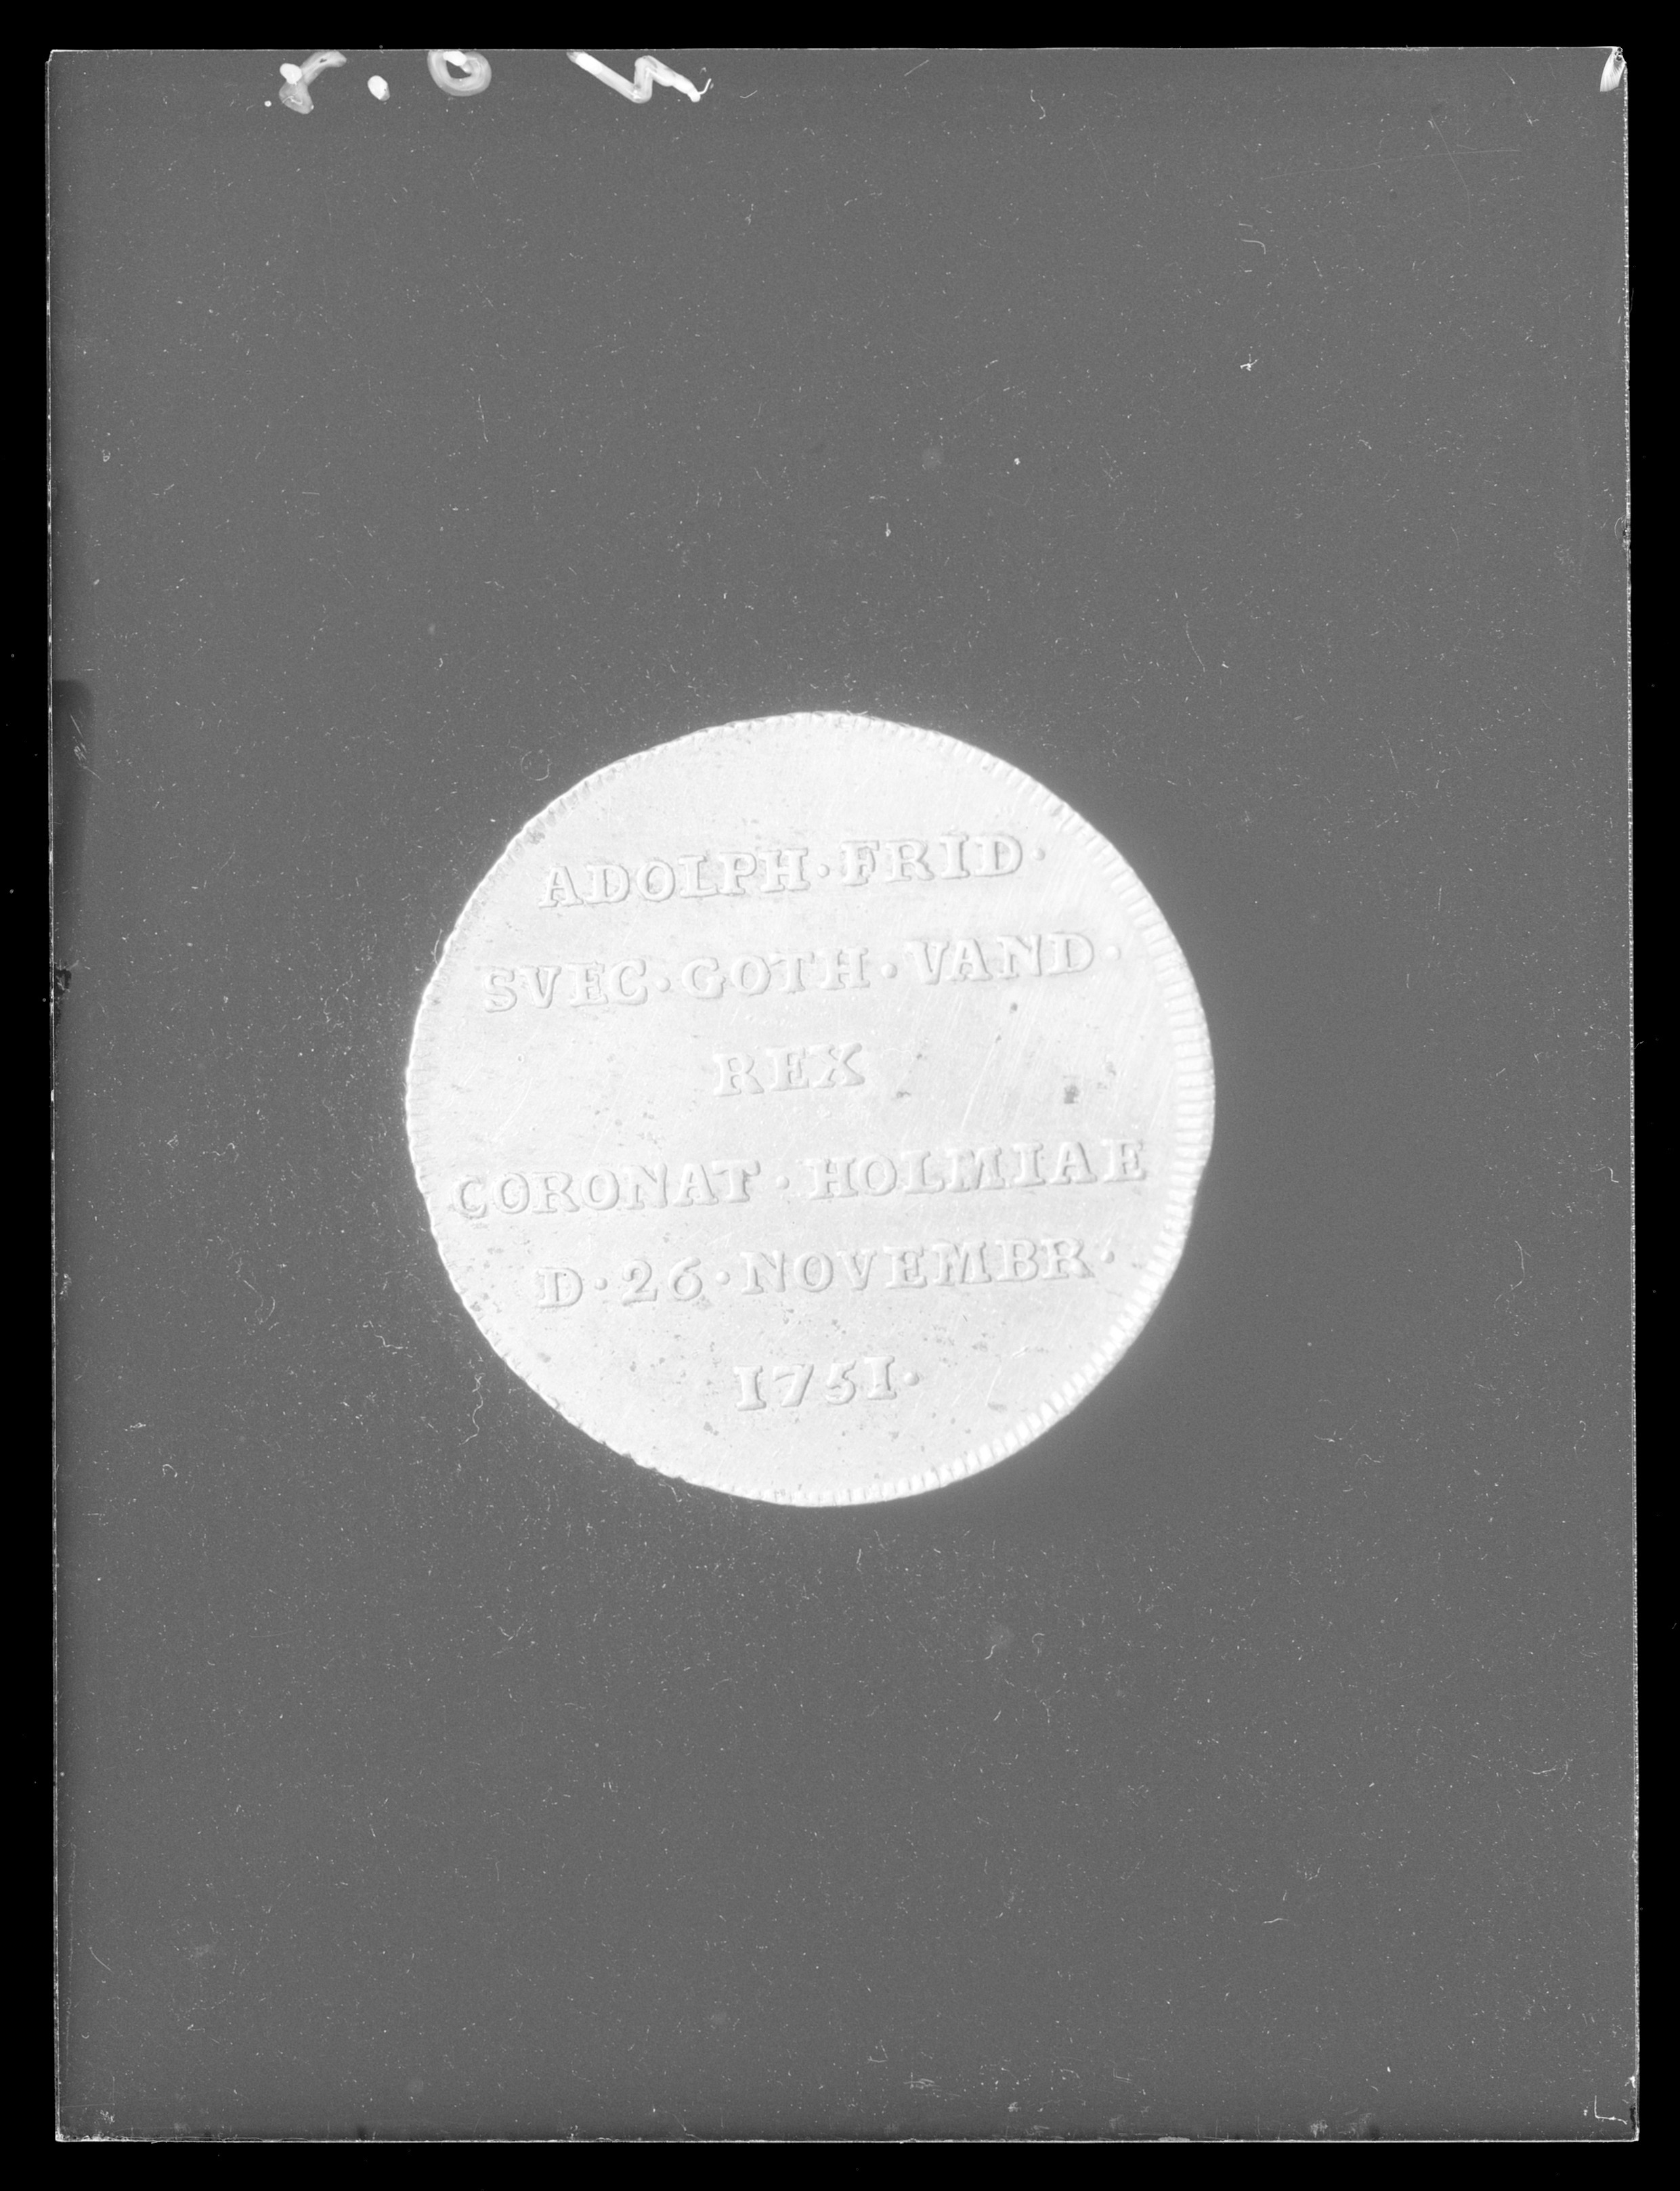 ADOLPH·FRID·
SVEC·GOTH·VAND·
REX
CORONAT·HOLMIAE
D·26·NOVEMBR·
1751·